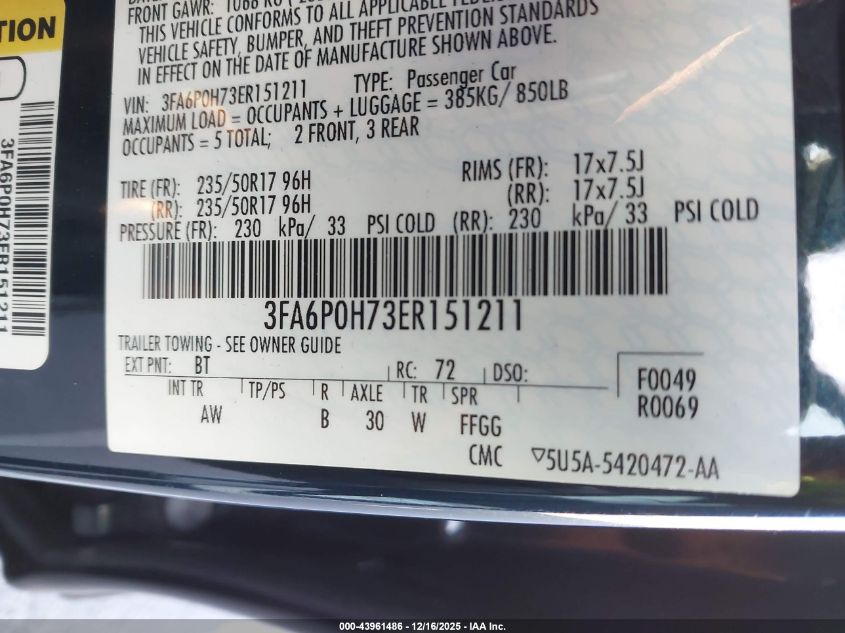 TION
3FA6P0H73ER151211
FRONT GAWR: 1088 KG
THIS VEHICLE CONFORMS TO ALL APPLICABLE
VEHICLE SAFETY, BUMPER, AND THEFT PREVENTION STANDARDS
IN EFFECT ON THE DATE OF MANUFACTURE SHOWN ABOVE.
VIN: 3FA6P0H73ER151211 TYPE: Passenger Car
MAXIMUM LOAD = OCCUPANTS + LUGGAGE = 385KG/ 850LB
OCCUPANTS = 5 TOTAL; 2 FRONT, 3 REAR
TIRE (FR): 235/50R17 96H RIMS (FR): 17x7.5J
(RR): 235/50R17 96H (RR): 17x7.5J
PRESSURE (FR): 230 kPa/ 33 PSI COLD (RR): 230 kPa/ 33 PSI COLD
3FA6P0H73ER151211
TRAILER TOWING - SEE OWNER GUIDE
EXT PNT: BT RC: 72 DSO:
INT TR TP/PS R AXLE TR SPR F0049
AW B 30 W FFGG R0069
CMC ▽5U5A-5420472-AA
000-43961486 - 12/16/2025 - IAA Inc.